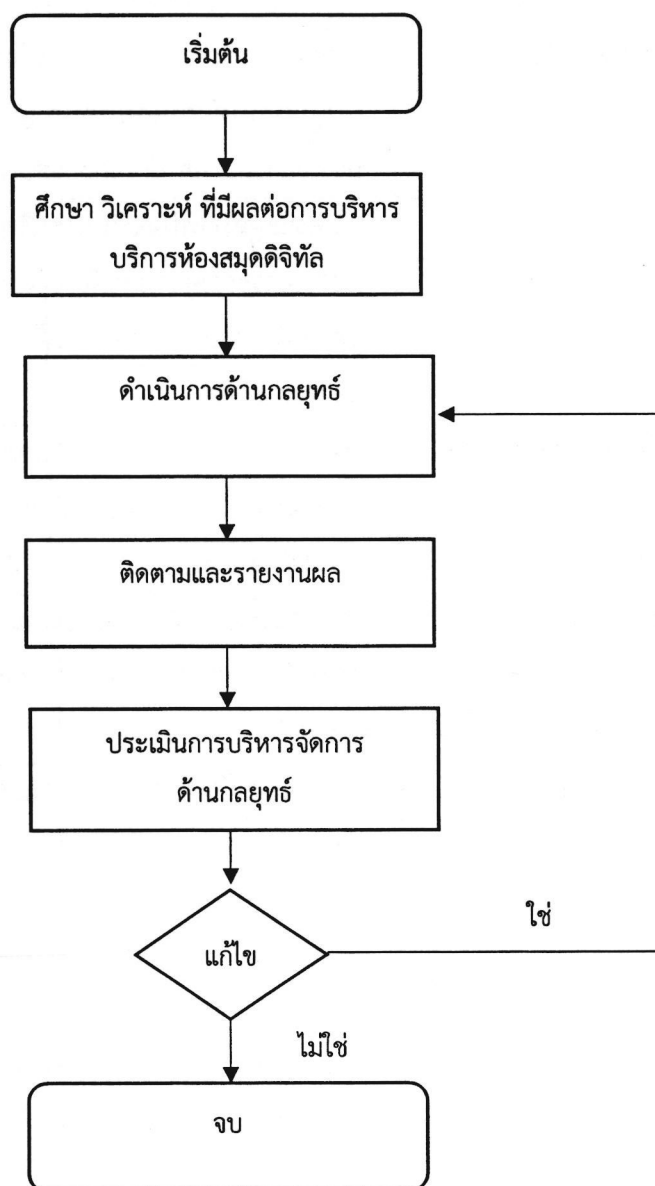 เริ่มต้น
ศึกษา วิเคราะห์ ที่มีผลต่อการบริหาร
บริการห้องสมุดดิจิทัล
ดำเนินการด้านกลยุทธ์
ติดตามและรายงานผล
ประเมินการบริหารจัดการ
ด้านกลยุทธ์
แก้ไข
ใช่
ไม่ใช่
จบ